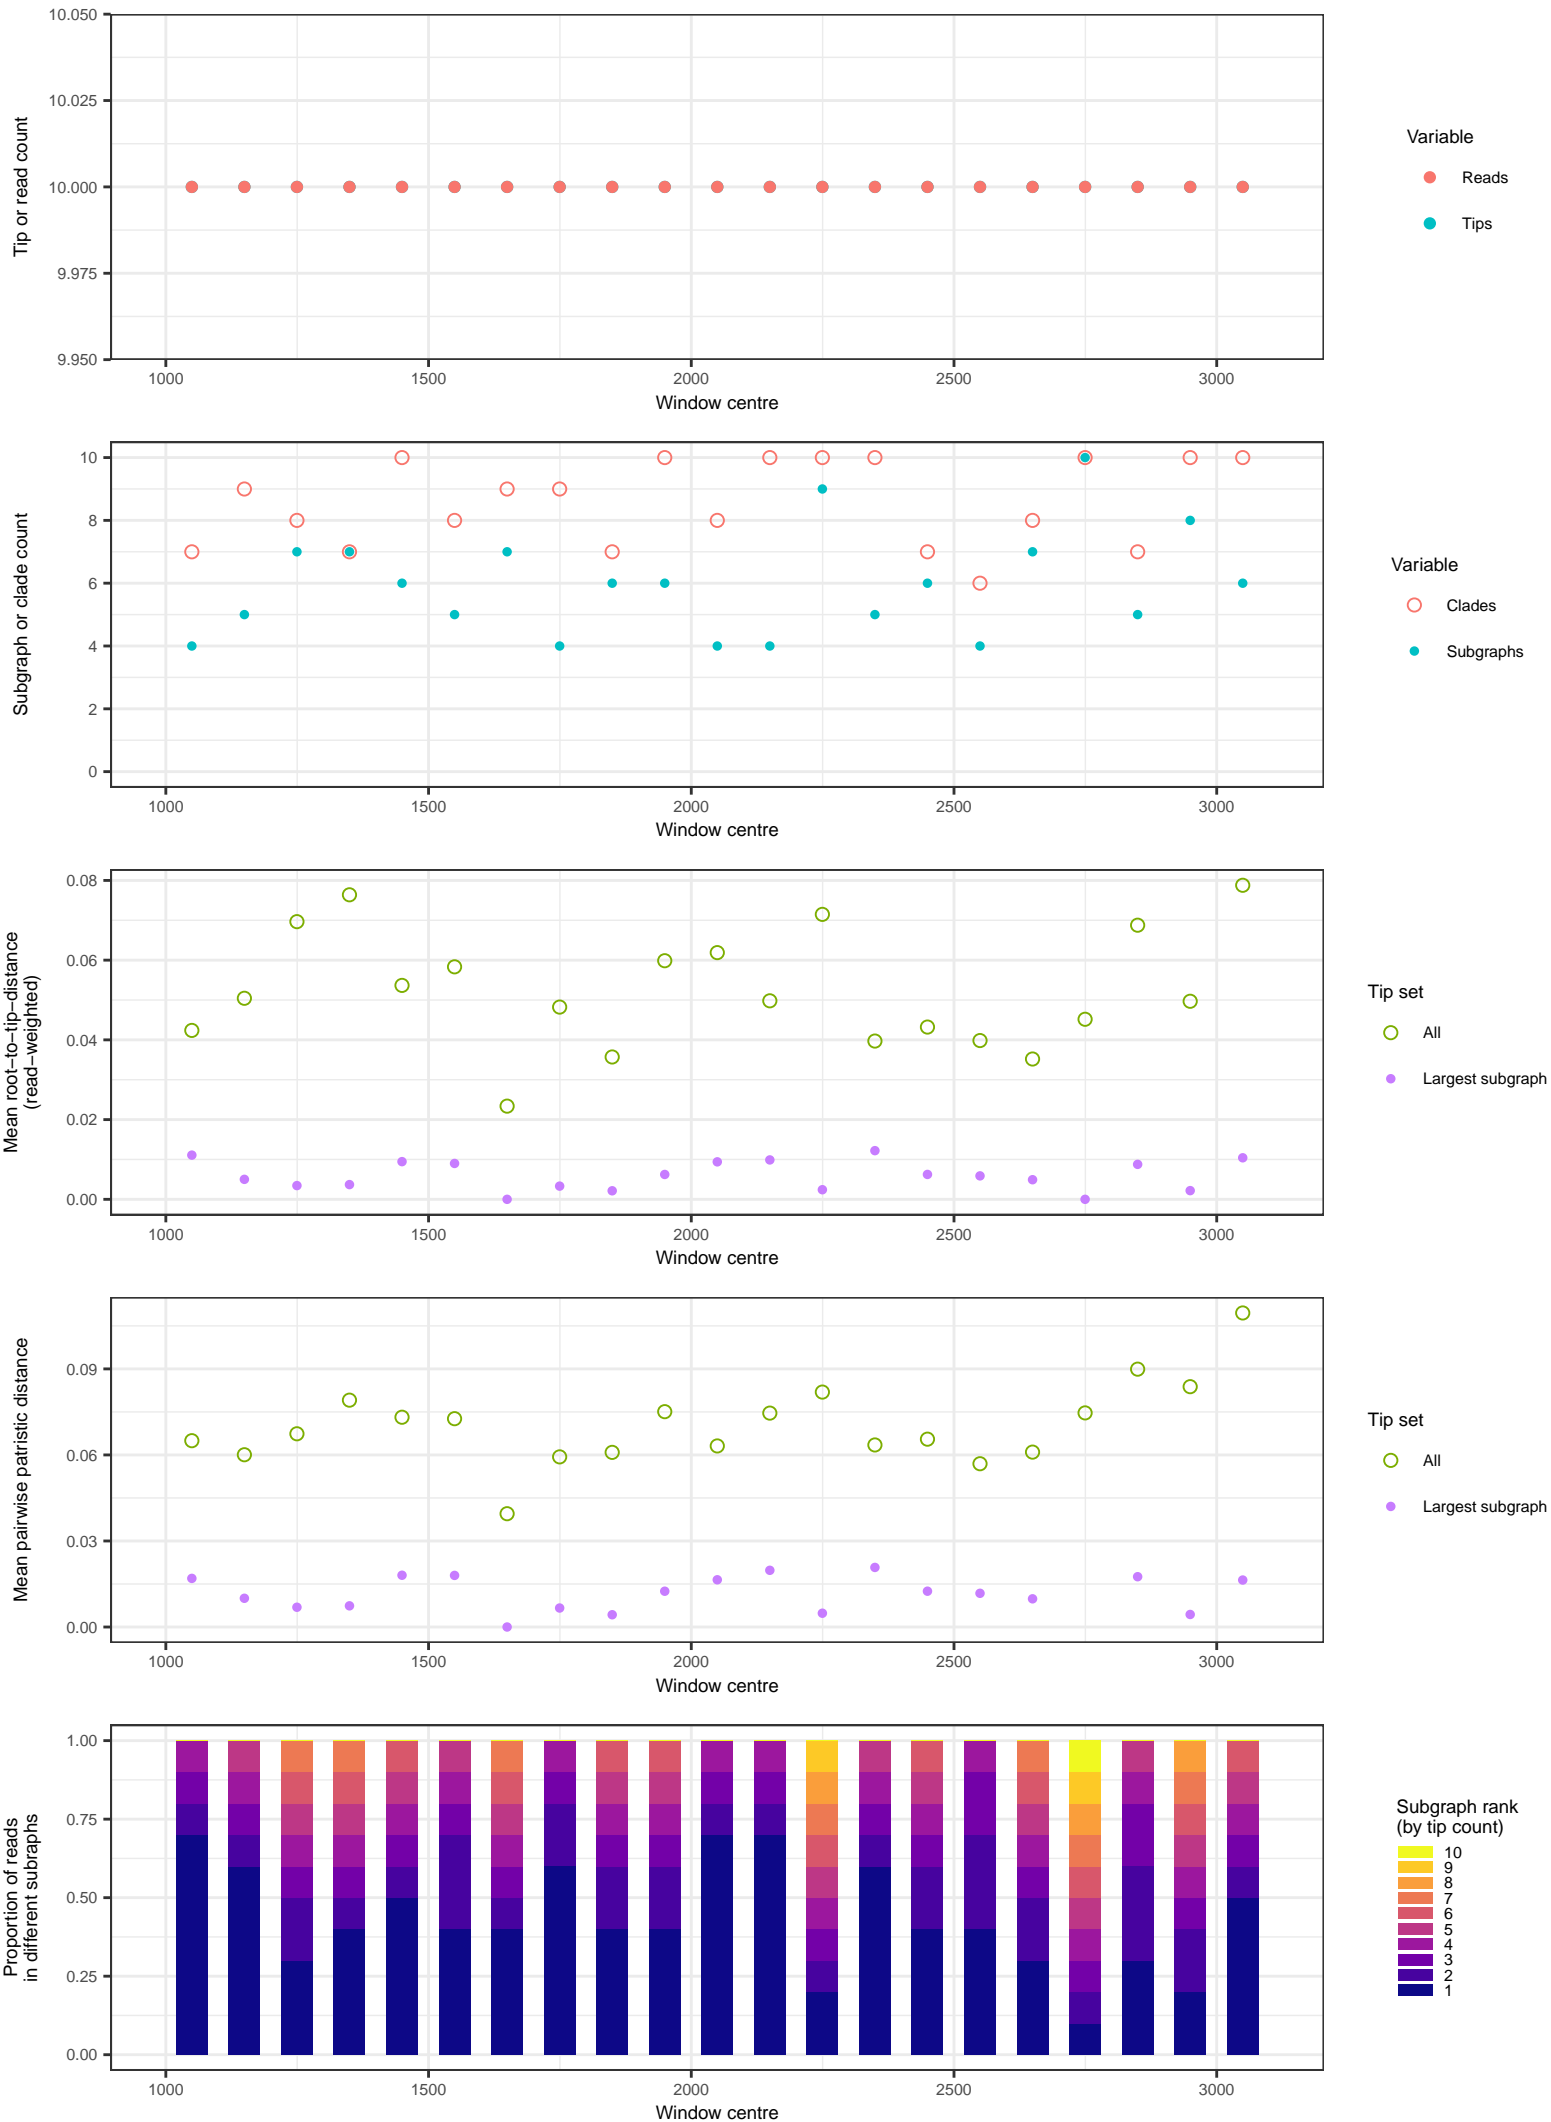 10.050
10.025
10.000
9.975
9.950
Tip or read count
1000 1500 2000 2500 3000
Window centre
Variable
Reads
Tips
10
8
6
4
2
0
Subgraph or clade count
1000 1500 2000 2500 3000
Window centre
Variable
Clades
Subgraphs
0.08
0.06
0.04
0.02
0.00
Mean root−to−tip−distance
(read−weighted)
1000 1500 2000 2500 3000
Window centre
Tip set
All
Largest subgraph
0.09
0.06
0.03
0.00
Mean pairwise patristic distance
1000 1500 2000 2500 3000
Window centre
Tip set
All
Largest subgraph
1.00
0.75
0.50
0.25
0.00
Proportion of reads
in different subraphs
1000 1500 2000 2500 3000
Window centre
Subgraph rank
(by tip count)
10
9
8
7
6
5
4
3
2
1